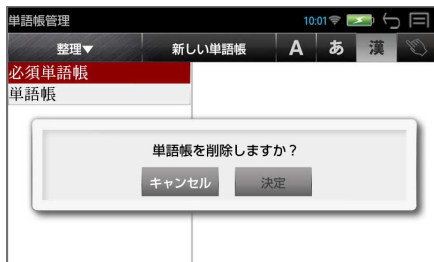 単語帳管理 10:01
整理▼ 新しい単語帳 A あ 漢
必須単語帳
単語帳
単語帳を削除しますか？
キャンセル 決定